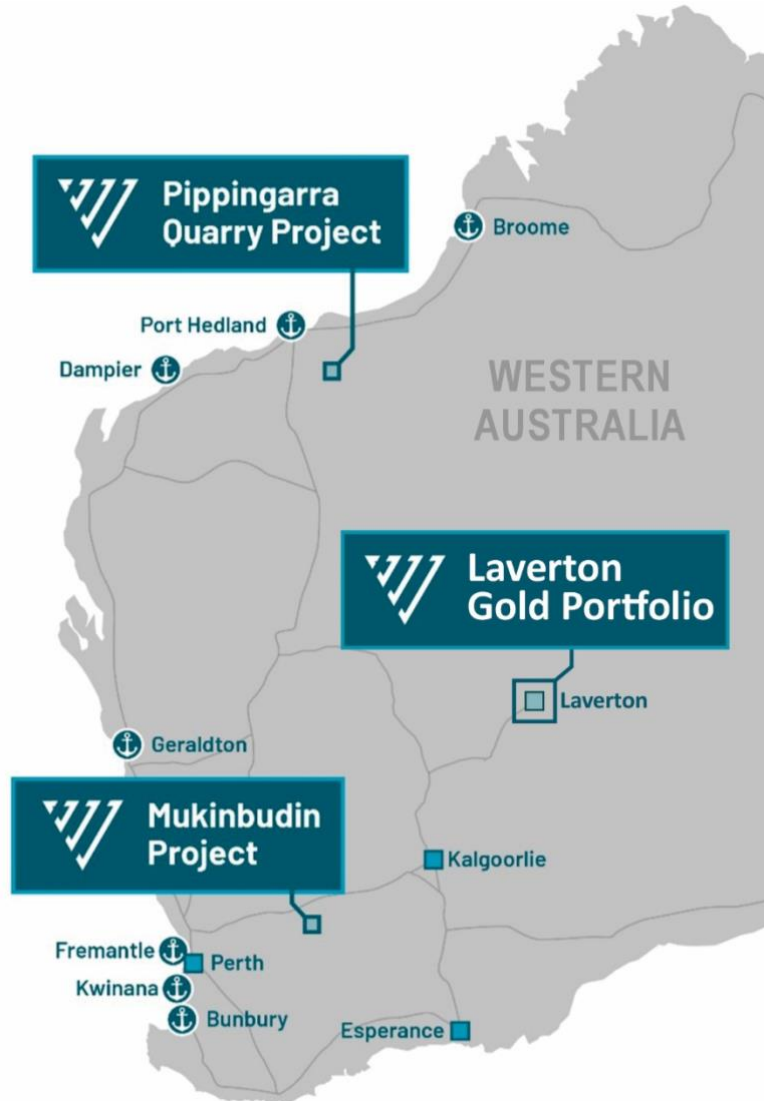 Pippingarra
Quarry Project
Broome
Port Hedland
Dampier
WESTERN
AUSTRALIA
Laverton
Gold Portfolio
Laverton
Geraldton
Mukinbudin
Project
Kalgoorlie
Fremantle
Perth
Kwinana
Bunbury
Esperance